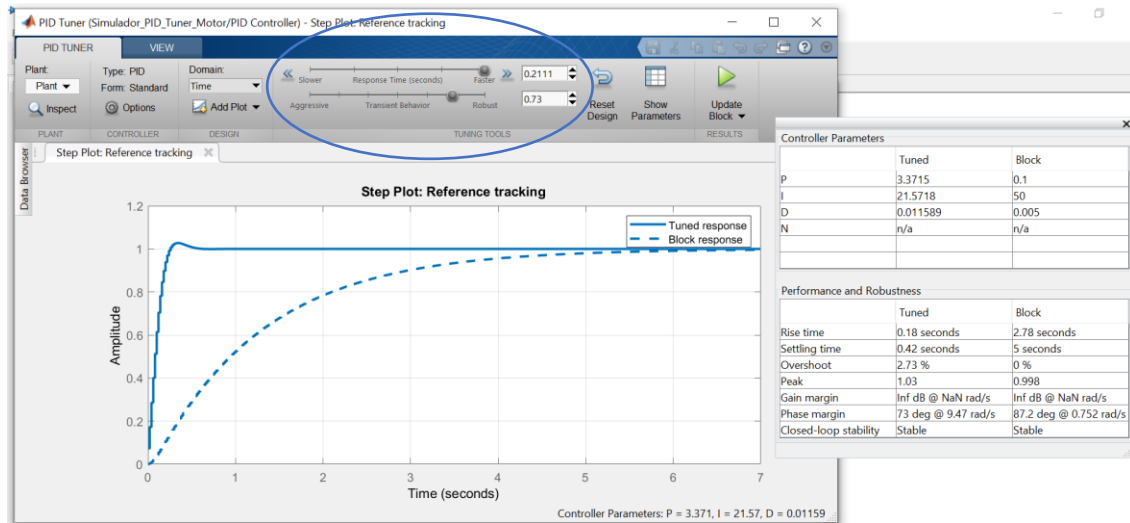 PID Tuner (Simulador_PID_Tuner_Motor/PID Controller) - Step Plot: Reference tracking
PID TUNER VIEW
Plant: Type: PID Domain:
Plant Form: Standard Time
Inspect Options Add Plot
Slower Response Time (seconds) Faster 0.2111
Aggressive Transient Behavior Robust 0.73
Reset Design
Show Parameters
Update Block
PLANT CONTROLLER DESIGN TUNING TOOLS RESULTS
Data Browser
Step Plot: Reference tracking
Step Plot: Reference tracking
Tuned response
Block response
Amplitude
1.2
1
0.8
0.6
0.4
0.2
0
0 1 2 3 4 5 6 7
Time (seconds)
Controller Parameters: P = 3.371, I = 21.57, D = 0.01159
Controller Parameters
Tuned Block
P 3.3715 0.1
I 21.5718 50
D 0.011589 0.005
N n/a n/a
Performance and Robustness
Tuned Block
Rise time 0.18 seconds 2.78 seconds
Settling time 0.42 seconds 5 seconds
Overshoot 2.73 % 0 %
Peak 1.03 0.998
Gain margin Inf dB @ NaN rad/s Inf dB @ NaN rad/s
Phase margin 73 deg @ 9.47 rad/s 87.2 deg @ 0.752 rad/s
Closed-loop stability Stable Stable